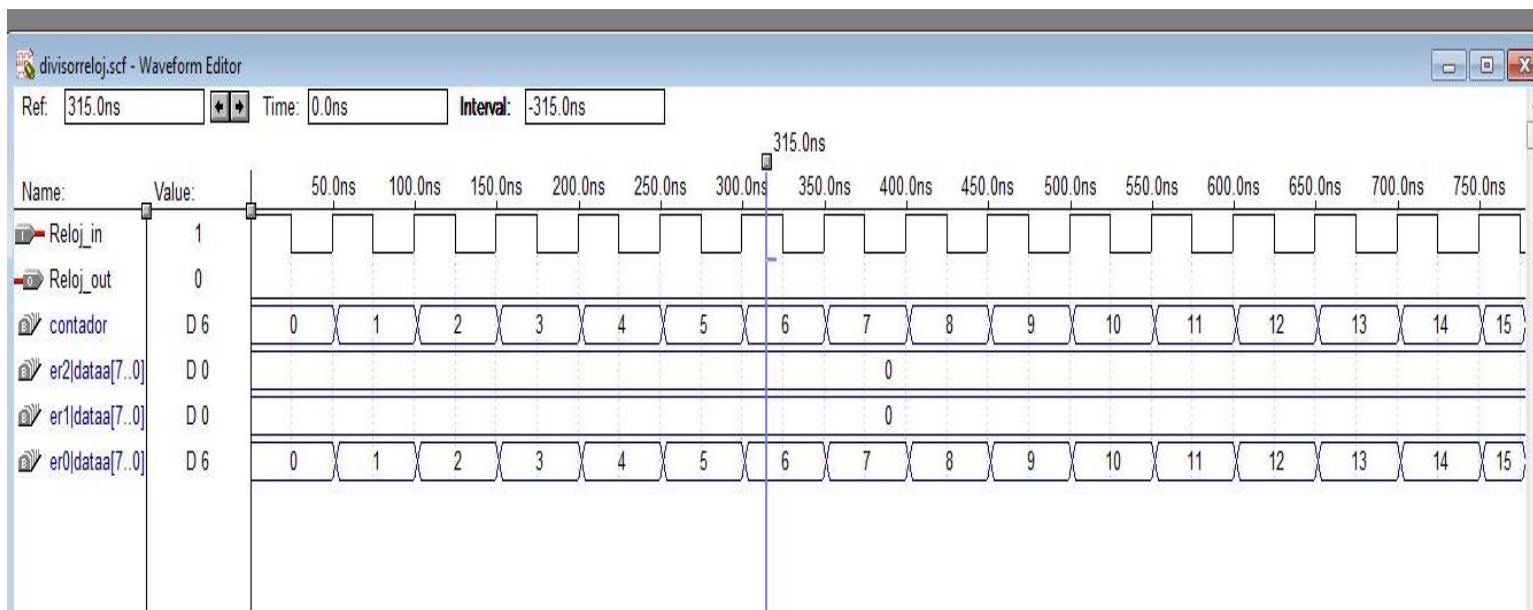 divisorreloj.scf - Waveform Editor
Ref: 315.0ns Time: 0.0ns Interval: -315.0ns
315.0ns
Name: Value: 50.0ns 100.0ns 150.0ns 200.0ns 250.0ns 300.0ns 350.0ns 400.0ns 450.0ns 500.0ns 550.0ns 600.0ns 650.0ns 700.0ns 750.0ns
Reloj_in 1
Reloj_out 0
contador D 6 0 1 2 3 4 5 6 7 8 9 10 11 12 13 14 15
er2|dataa[7..0] D 0 0
er1|dataa[7..0] D 0 0
er0|dataa[7..0] D 6 0 1 2 3 4 5 6 7 8 9 10 11 12 13 14 15